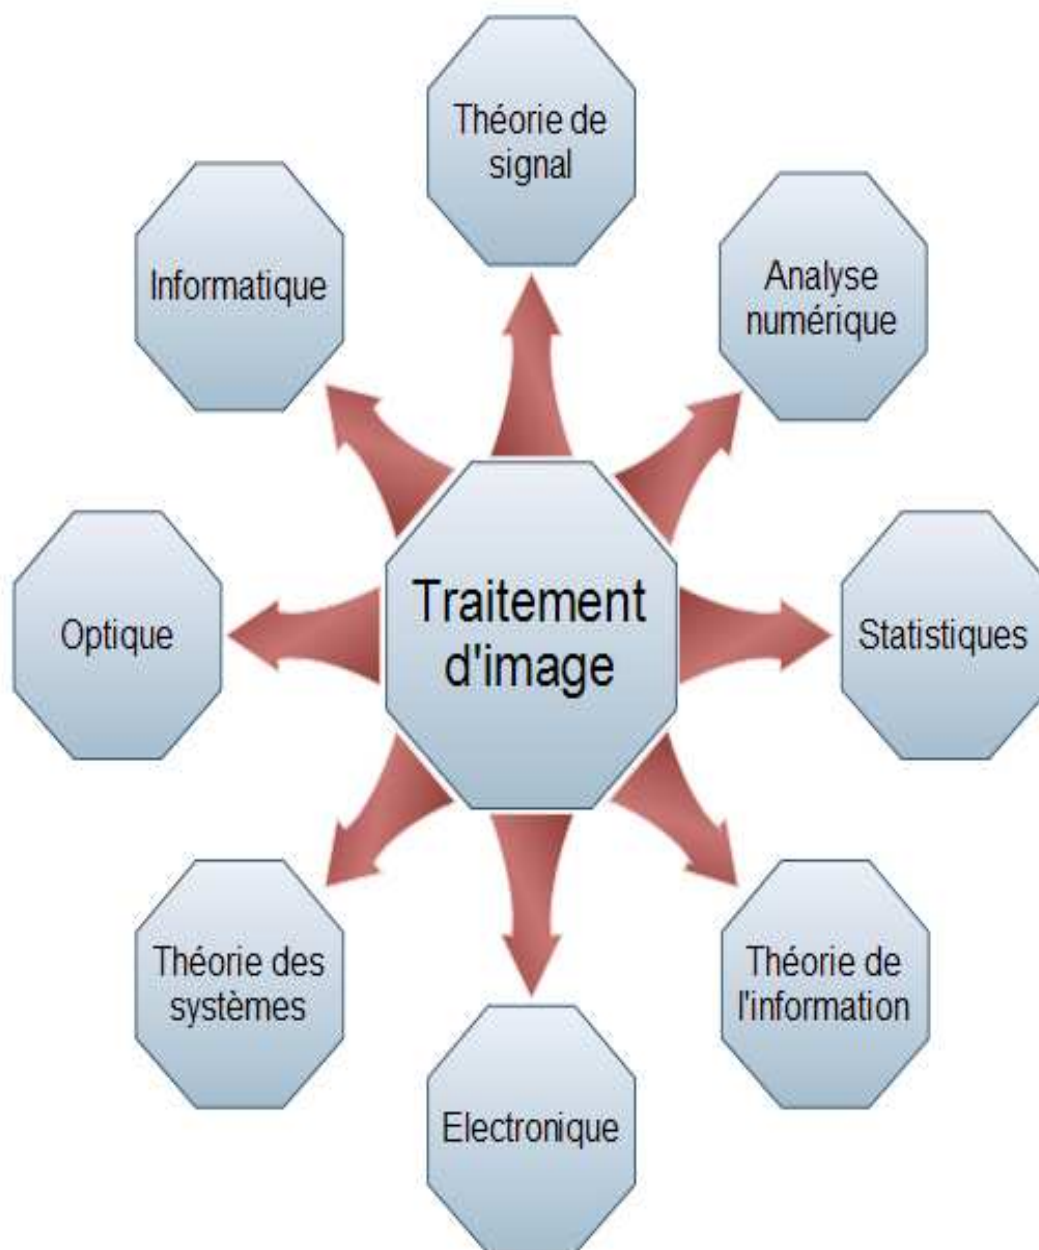 Théorie de
signal
Informatique
Analyse
numérique
Traitement
d'image
Optique
Statistiques
Théorie des
systèmes
Théorie de
l'information
Electronique